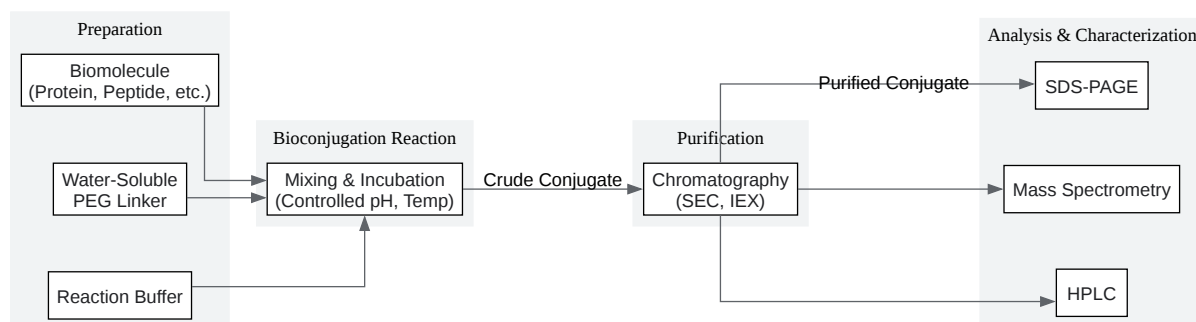 Preparation
Biomolecule
(Protein, Peptide, etc.)
Water-Soluble
PEG Linker
Reaction Buffer
Bioconjugation Reaction
Mixing & Incubation
(Controlled pH, Temp)
Crude Conjugate
Purification
Chromatography
(SEC, IEX)
Purified Conjugate
Analysis & Characterization
SDS-PAGE
Mass Spectrometry
HPLC